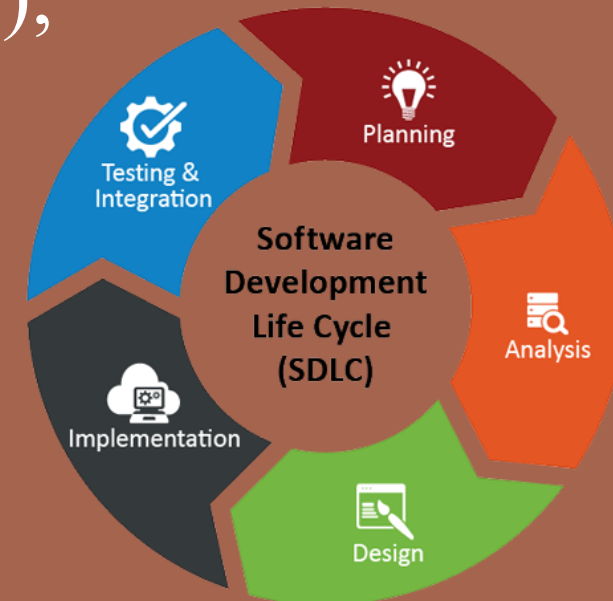 ),
Planning
Testing &
Integration
Software
Development
Life Cycle
(SDLC)
Analysis
Implementation
Design